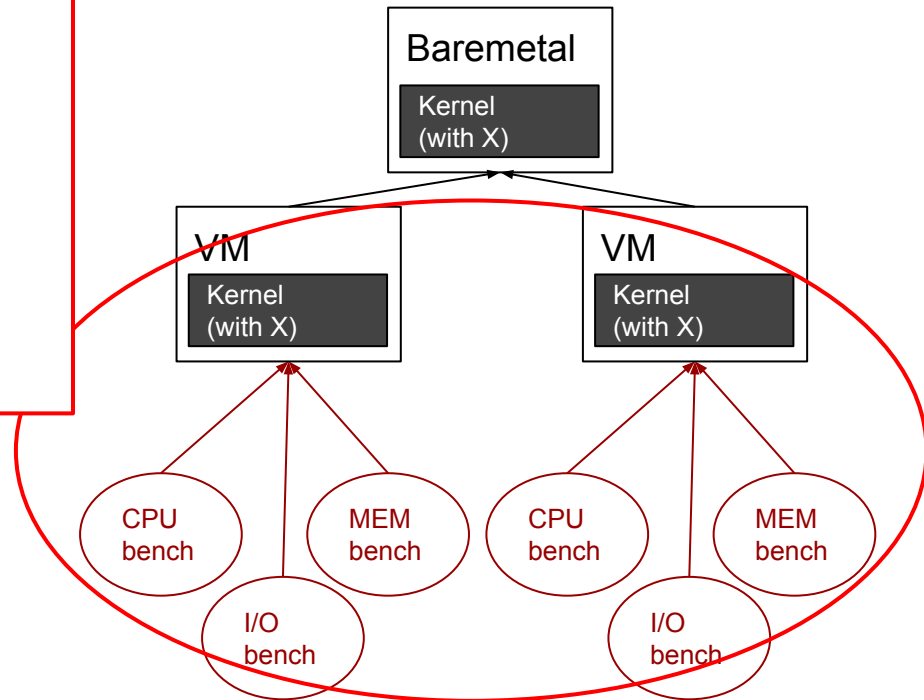 Baremetal
Kernel
(with X)
VM
Kernel
(with X)
VM
Kernel
(with X)
CPU
bench
MEM
bench
I/O
bench
CPU
bench
MEM
bench
I/O
bench